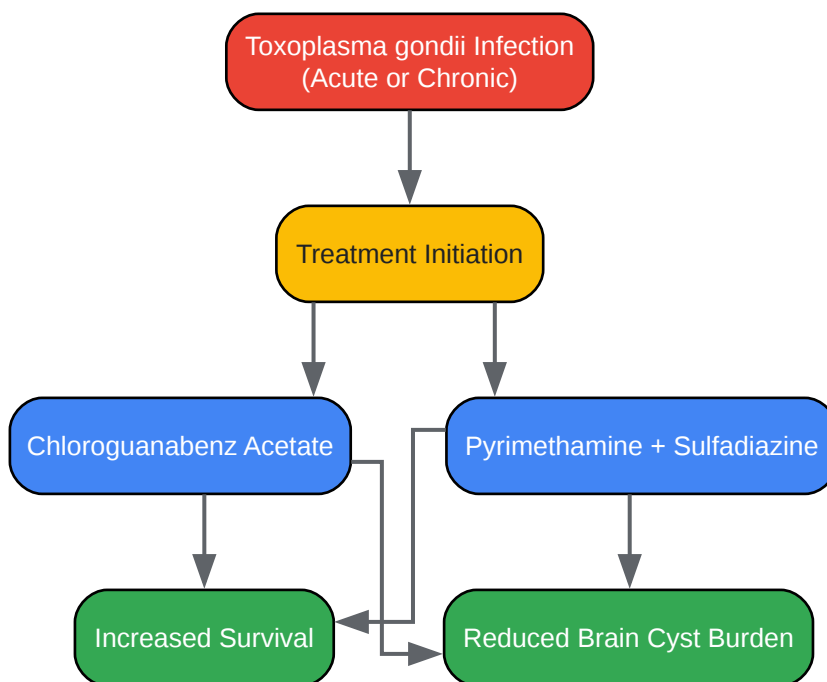 Toxoplasma gondii Infection
(Acute or Chronic)
Treatment Initiation
Chloroguanabenz Acetate
Pyrimethamine + Sulfadiazine
Increased Survival
Reduced Brain Cyst Burden